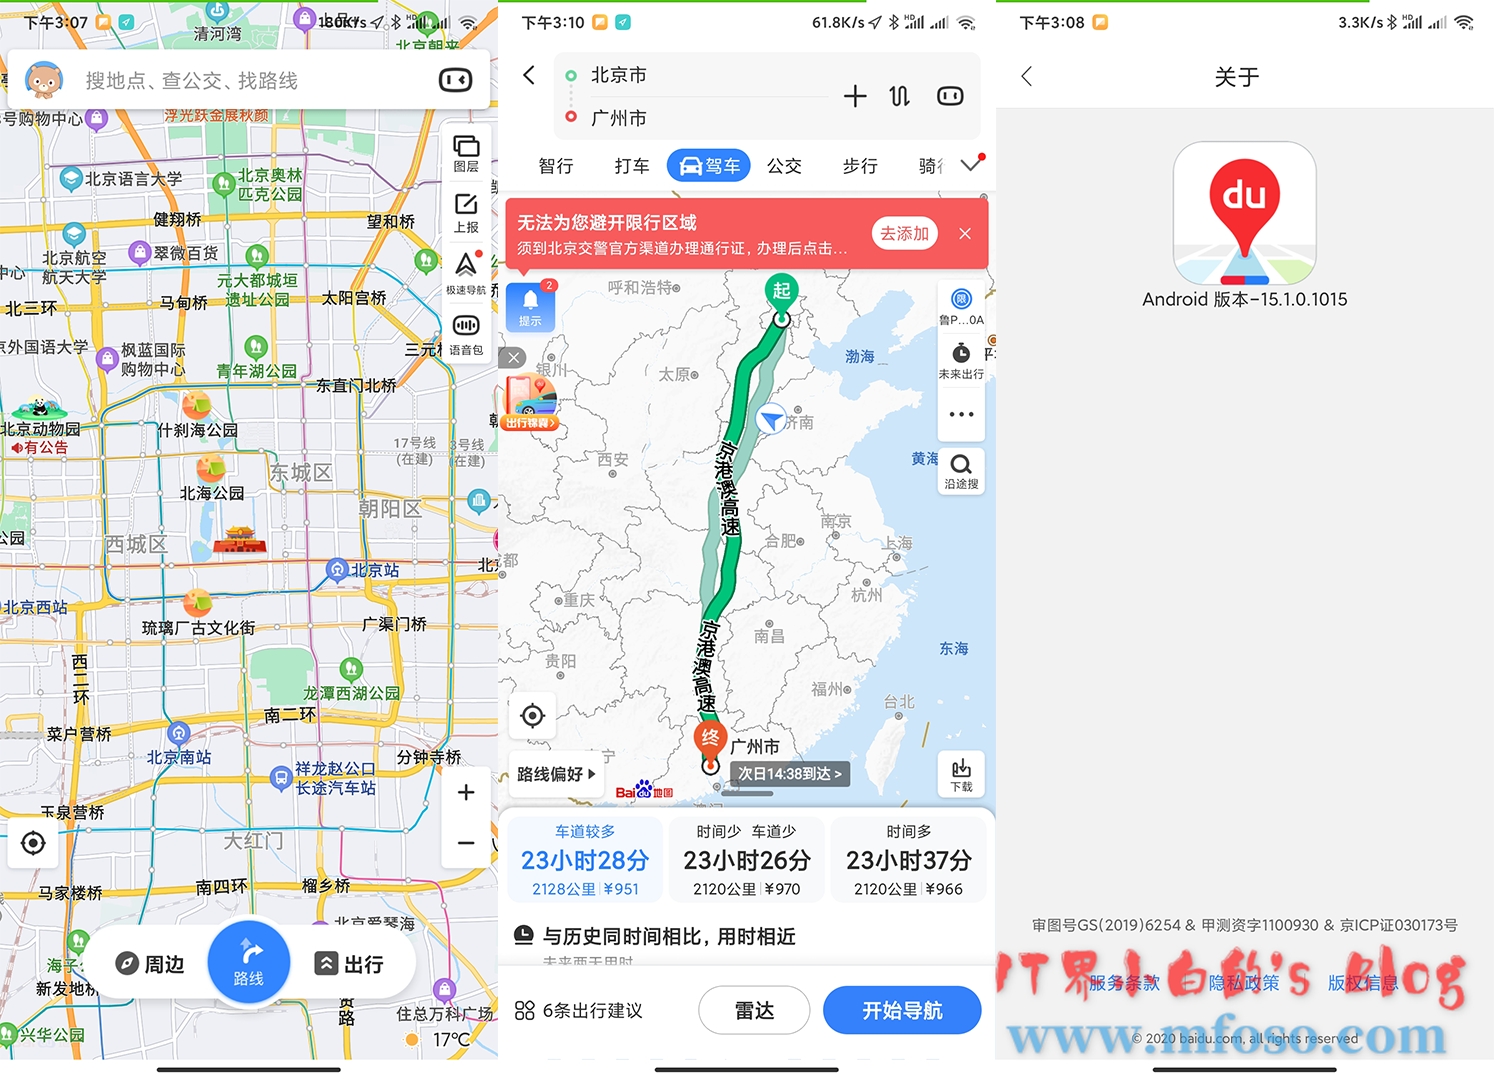 下午3:07
清河湾
北京朝来
搜地点、查公交、找路线
号购物中心
浮光跃金展秋颜
图层
北京语言大学
北京奥林
匹克公园
上报
健翔桥
望和桥
北京航空
航天大学
翠微百货
元大都城垣
遗址公园
极速导航
中心
北三环
马甸桥
太阳宫桥
京外国语大学
枫蓝国际
购物中心
青年湖公园
三元桥
语音包
东直门北桥
北京动物园
有公告
什刹海公园
17号线
(在建)
3号线
(在建)
北海公园
东城区
朝阳区
公园
西城区
北京站
北京西站
琉璃厂古文化街
广渠门桥
西二环
龙潭西湖公园
南二环
菜户营桥
北京南站
分钟寺桥
祥龙赵公口
长途汽车站
玉泉营桥
大红门
马家楼桥
南四环
榴乡桥
北京爱琴海
海子
新发地桥
周边
路线
出行
住总万科广场
兴华公园
17℃
下午3:10
61.8K/s
北京市
广州市
智行
打车
驾车
公交
步行
骑行
无法为您避开限行区域
须到北京交警官方渠道办理通行证，办理后点击...
去添加
提示
2
呼和浩特
起
限
鲁P...0A
银川
太原
渤海
未来出行
出行锦囊>
济南
西安
京港澳高速
黄海
沿途搜
南京
合肥
上海
成都
重庆
杭州
南昌
京港澳高速
东海
贵阳
福州
台北
终
广州市
次日14:38到达 >
路线偏好
Bai du 地图
下载
车道较多
23小时28分
2128公里 ¥951
时间少 车道少
23小时26分
2120公里 ¥970
时间多
23小时37分
2120公里 ¥966
与历史同时间相比，用时相近
未来两天用时
6条出行建议
雷达
开始导航
下午3:08
3.3K/s
关于
du
Android 版本-15.1.0.1015
审图号GS(2019)6254 & 甲测资字1100930 & 京ICP证030173号
IT界小白的's Blog
服务条款
隐私政策
版权信息
www.mfoso.com
© 2020 baidu.com, all rights reserved